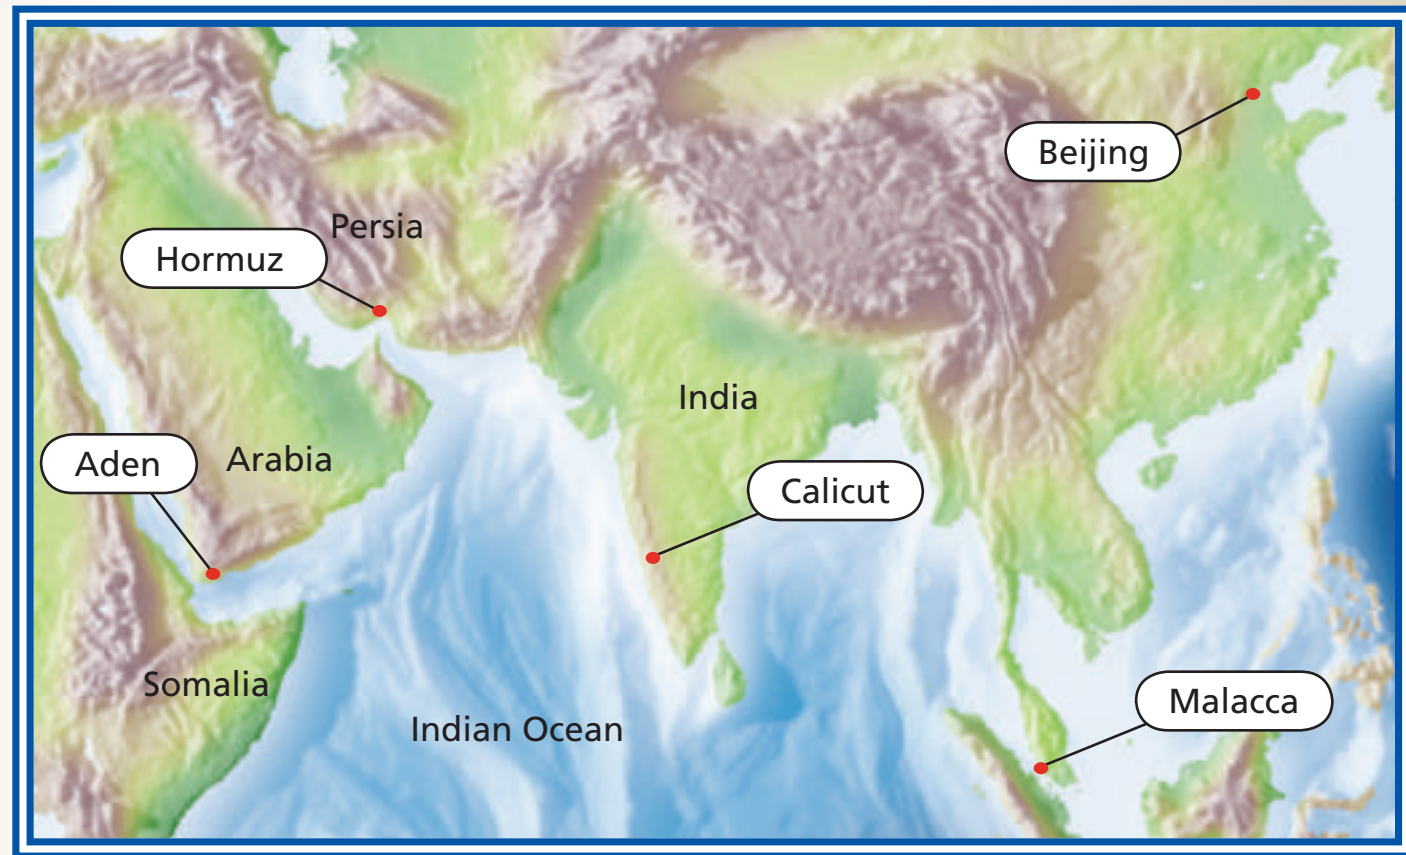 Beijing
Persia
Hormuz
India
Aden
Arabia
Calicut
Somalia
Malacca
Indian Ocean